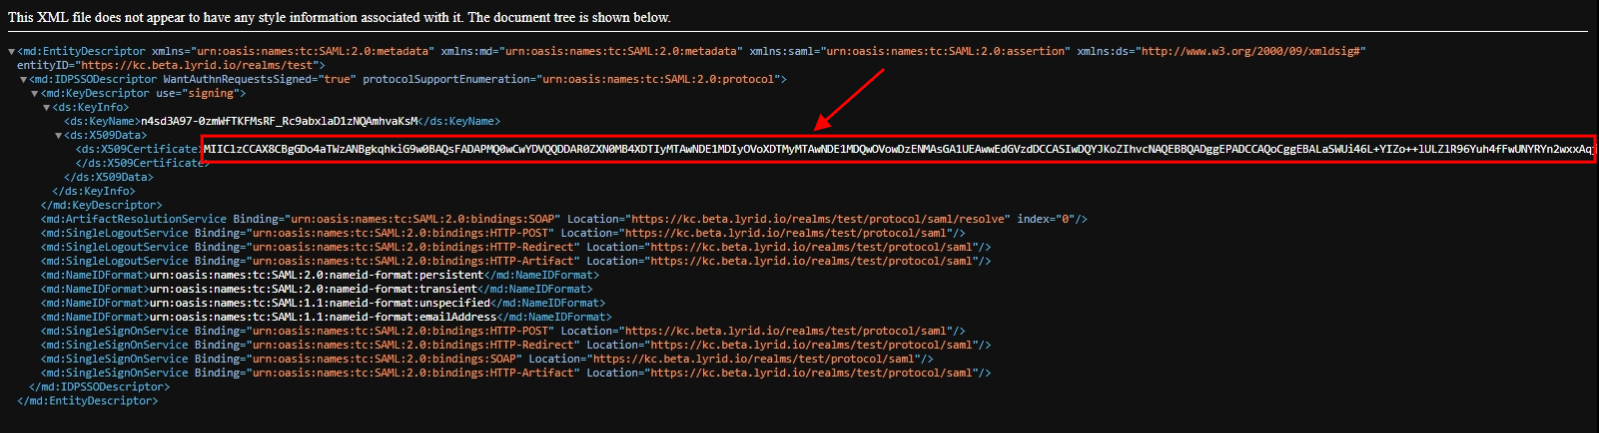 This XML file does not appear to have any style information associated with it. The document tree is shown below.
▼<md:EntityDescriptor xmlns="urn:oasis:names:tc:SAML:2.0:metadata" xmlns:md="urn:oasis:names:tc:SAML:2.0:metadata" xmlns:saml="urn:oasis:names:tc:SAML:2.0:assertion" xmlns:ds="http://www.w3.org/2000/09/xmldsig#"
entityID="https://kc.beta.lyrid.io/realms/test">
▼<md:IDPSSODescriptor WantAuthnRequestsSigned="true" protocolSupportEnumeration="urn:oasis:names:tc:SAML:2.0:protocol">
▼<md:KeyDescriptor use="signing">
▼<ds:KeyInfo>
<ds:KeyName>n4sd3A97-0zmWfTKFMsRF_Rc9abxlaD1zNQAmhvaKsM</ds:KeyName>
▼<ds:X509Data>
<ds:X509Certificate>MIIClzCCAX8CBgGDo4aTWzANBgkqhkiG9w0BAQsFADAPMQ0wCwYDVQQDDAR0ZXN0MB4XDTIyMTAwNDE1MDIyOVoXDTMyMTAwNDE1MDQwOVowDzENMAsGA1UEAwwEdGVzdDCCASIwDQYJKoZIhvcNAQEBBQADggEPADCCAQoCggEBALaSWUi46L+YIZo++lULZlR96Yuh4fFwUNYRYn2wxxAq
</ds:X509Certificate>
</ds:X509Data>
</ds:KeyInfo>
</md:KeyDescriptor>
<md:ArtifactResolutionService Binding="urn:oasis:names:tc:SAML:2.0:bindings:SOAP" Location="https://kc.beta.lyrid.io/realms/test/protocol/saml/resolve" index="0"/>
<md:SingleLogoutService Binding="urn:oasis:names:tc:SAML:2.0:bindings:HTTP-POST" Location="https://kc.beta.lyrid.io/realms/test/protocol/saml"/>
<md:SingleLogoutService Binding="urn:oasis:names:tc:SAML:2.0:bindings:HTTP-Redirect" Location="https://kc.beta.lyrid.io/realms/test/protocol/saml"/>
<md:SingleLogoutService Binding="urn:oasis:names:tc:SAML:2.0:bindings:HTTP-Artifact" Location="https://kc.beta.lyrid.io/realms/test/protocol/saml"/>
<md:NameIDFormat>urn:oasis:names:tc:SAML:2.0:nameid-format:persistent</md:NameIDFormat>
<md:NameIDFormat>urn:oasis:names:tc:SAML:2.0:nameid-format:transient</md:NameIDFormat>
<md:NameIDFormat>urn:oasis:names:tc:SAML:1.1:nameid-format:unspecified</md:NameIDFormat>
<md:NameIDFormat>urn:oasis:names:tc:SAML:1.1:nameid-format:emailAddress</md:NameIDFormat>
<md:SingleSignOnService Binding="urn:oasis:names:tc:SAML:2.0:bindings:HTTP-POST" Location="https://kc.beta.lyrid.io/realms/test/protocol/saml"/>
<md:SingleSignOnService Binding="urn:oasis:names:tc:SAML:2.0:bindings:HTTP-Redirect" Location="https://kc.beta.lyrid.io/realms/test/protocol/saml"/>
<md:SingleSignOnService Binding="urn:oasis:names:tc:SAML:2.0:bindings:SOAP" Location="https://kc.beta.lyrid.io/realms/test/protocol/saml"/>
<md:SingleSignOnService Binding="urn:oasis:names:tc:SAML:2.0:bindings:HTTP-Artifact" Location="https://kc.beta.lyrid.io/realms/test/protocol/saml"/>
</md:IDPSSODescriptor>
</md:EntityDescriptor>